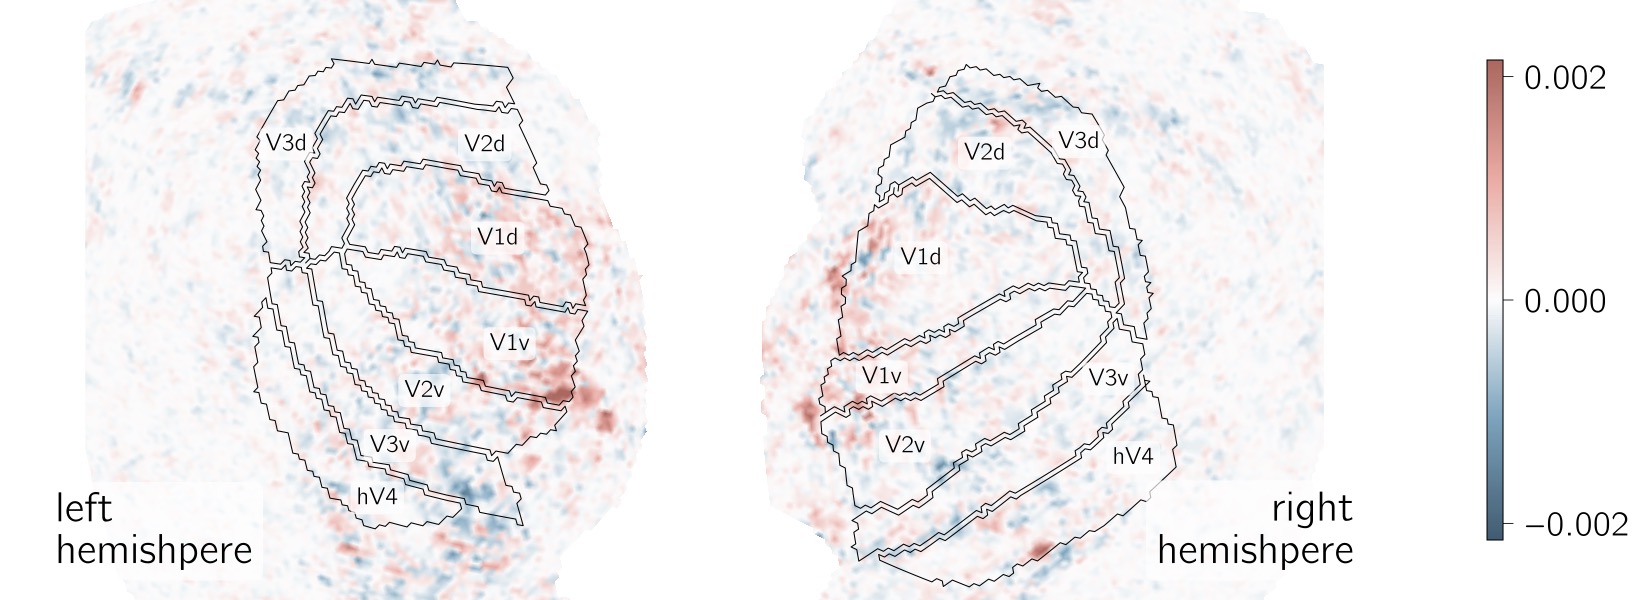 V3d
V2d
V1d
V1v
V2v
V3v
hV4
left
hemishpere
V3d
V2d
V1d
V1v
V3v
V2v
hV4
right
hemishpere
0.002
0.000
−0.002